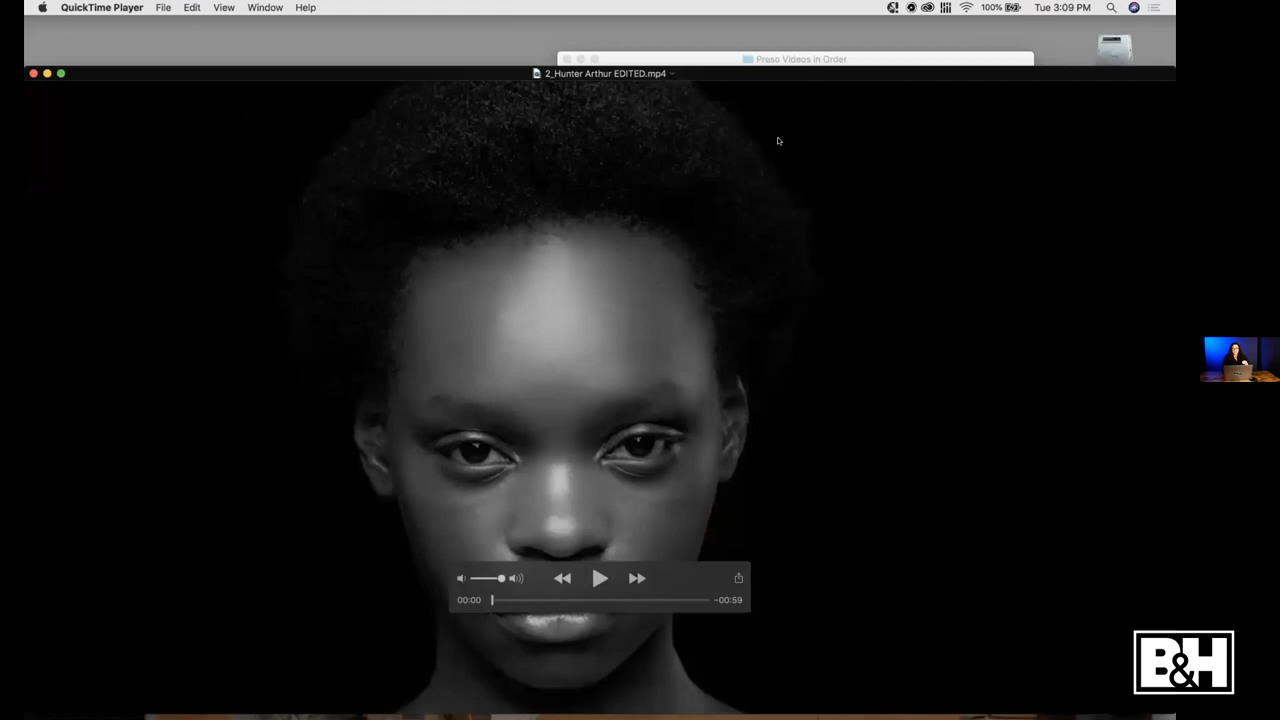 QuickTime Player File Edit View Window Help 100% Tue 3:09 PM
Preso Videos in Order
2_Hunter Arthur EDITED.mp4
00:00 -00:59
B&H